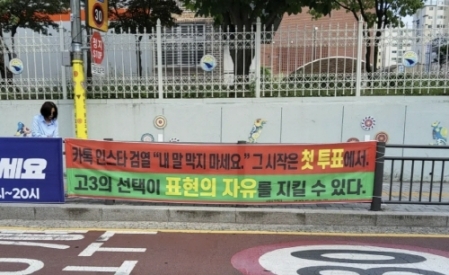 30
세요
~20시
카톡 인스타 검열 "내 말 막지 마세요." 그 시작은 첫 투표에서.
고3의 선택이 표현의 자유를 지킬 수 있다.
30